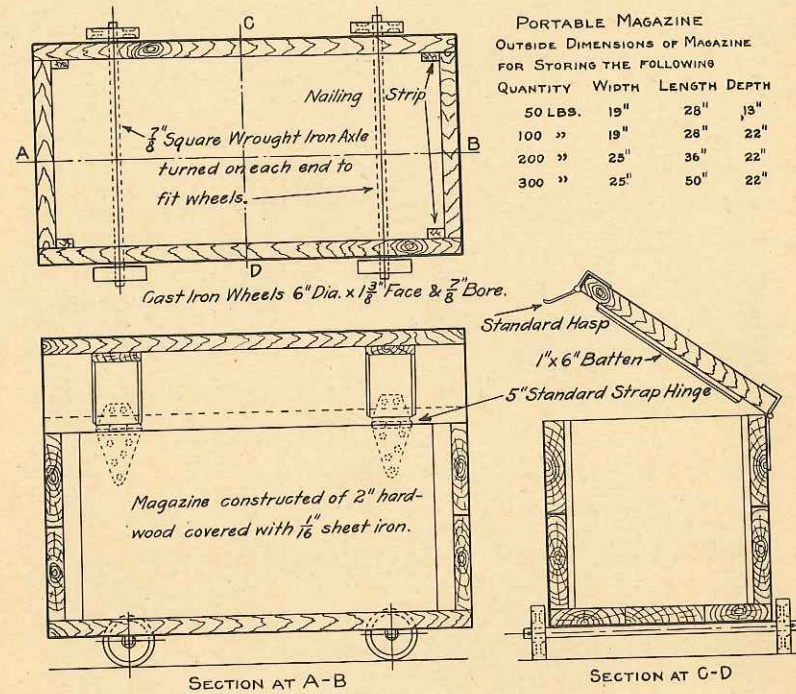 PORTABLE MAGAZINE
OUTSIDE DIMENSIONS OF MAGAZINE
FOR STORING THE FOLLOWING
QUANTITY WIDTH LENGTH DEPTH
50 LBS. 19" 28" 13"
100 " 19" 28" 22"
200 " 25" 36" 22"
300 " 25" 50" 22"
C
Nailing Strip
7/8" Square Wrought Iron Axle
turned on each end to
fit wheels.
A
B
D
Cast Iron Wheels 6" Dia. x 1 3/8" Face & 7/8" Bore.
Standard Hasp
1" x 6" Batten
5" Standard Strap Hinge
Magazine constructed of 2" hard-
wood covered with 1/16" sheet iron.
SECTION AT A-B
SECTION AT C-D